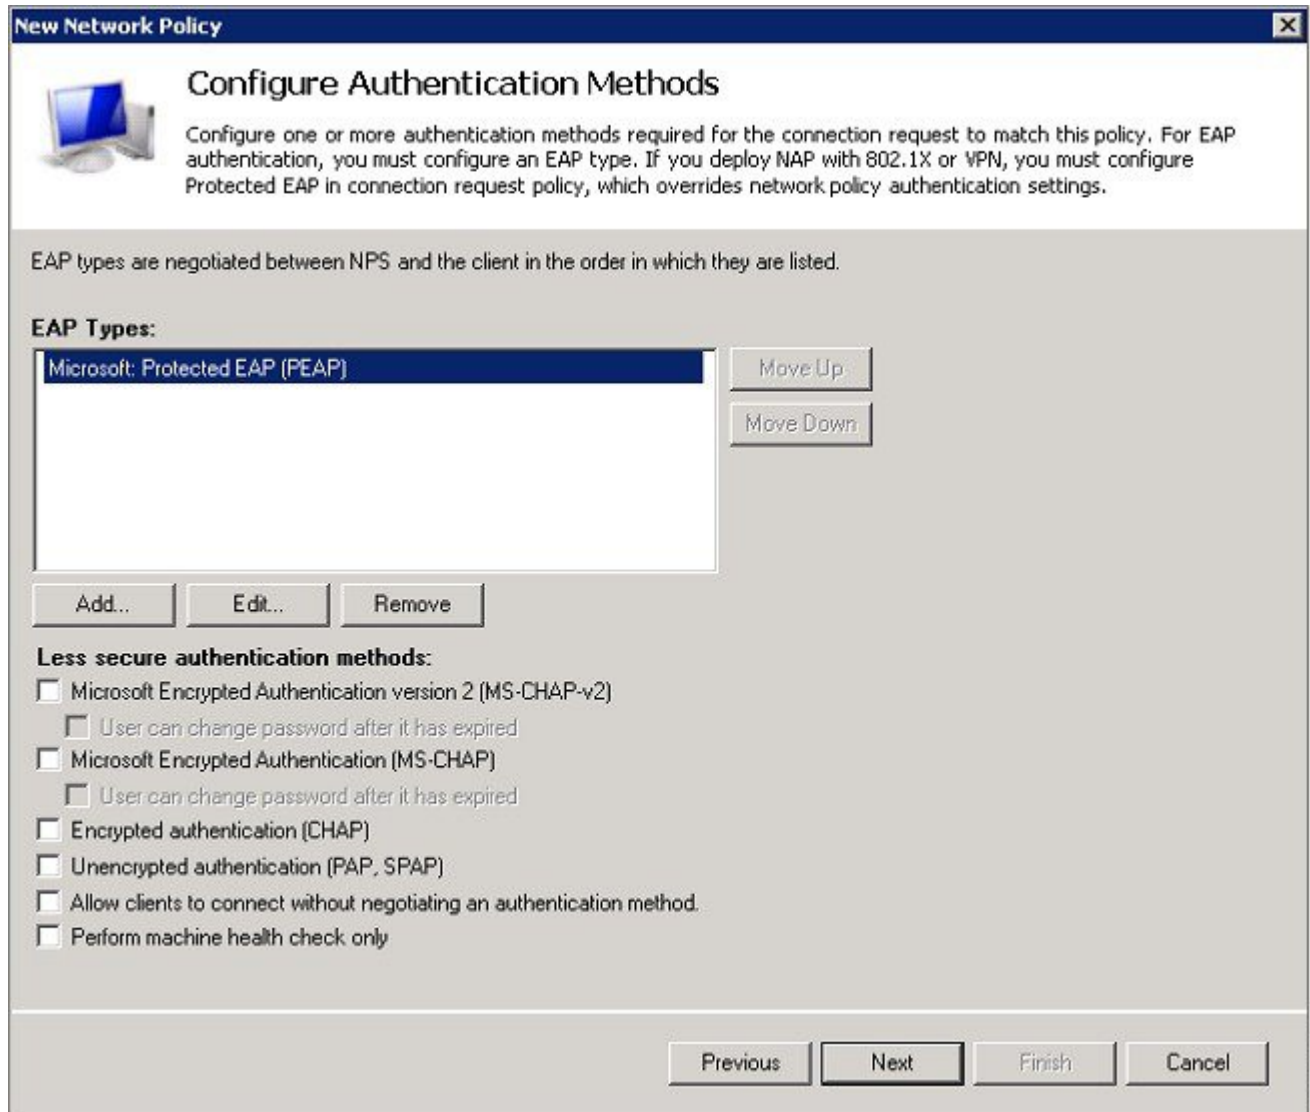 New Network Policy
Configure Authentication Methods
Configure one or more authentication methods required for the connection request to match this policy. For EAP
authentication, you must configure an EAP type. If you deploy NAP with 802.1X or VPN, you must configure
Protected EAP in connection request policy, which overrides network policy authentication settings.
EAP types are negotiated between NPS and the client in the order in which they are listed.
EAP Types:
Microsoft: Protected EAP (PEAP)
Move Up
Move Down
Add...
Edit...
Remove
Less secure authentication methods:
Microsoft Encrypted Authentication version 2 (MS-CHAP-v2)
User can change password after it has expired
Microsoft Encrypted Authentication (MS-CHAP)
User can change password after it has expired
Encrypted authentication (CHAP)
Unencrypted authentication (PAP, SPAP)
Allow clients to connect without negotiating an authentication method.
Perform machine health check only
Previous
Next
Finish
Cancel